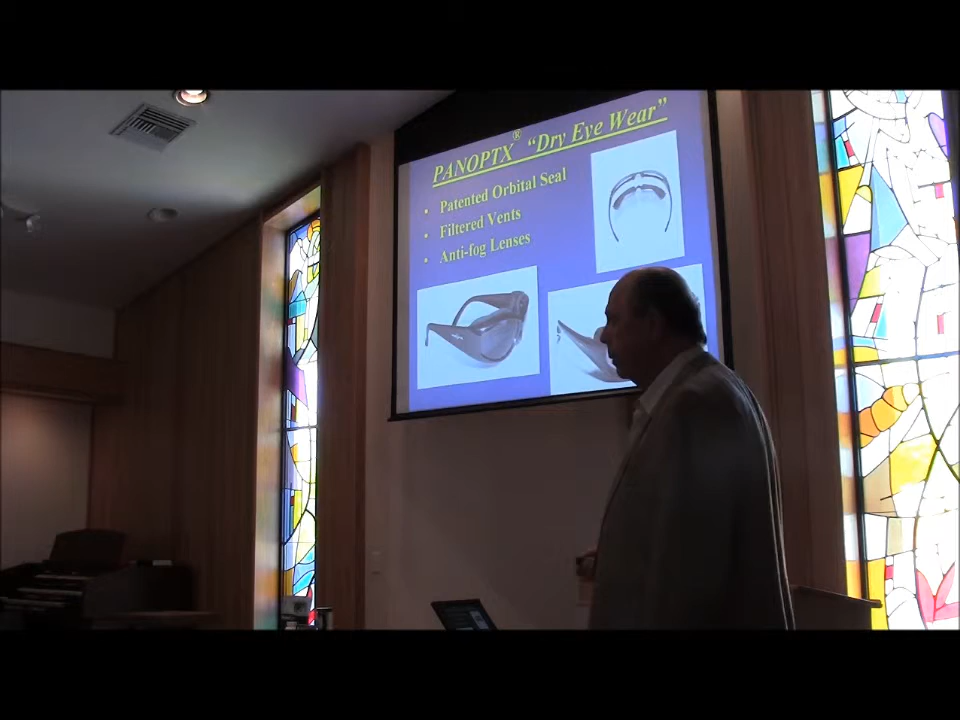 PANOPTX® “Dry Eye Wear”
• Patented Orbital Seal
• Filtered Vents
• Anti-fog Lenses